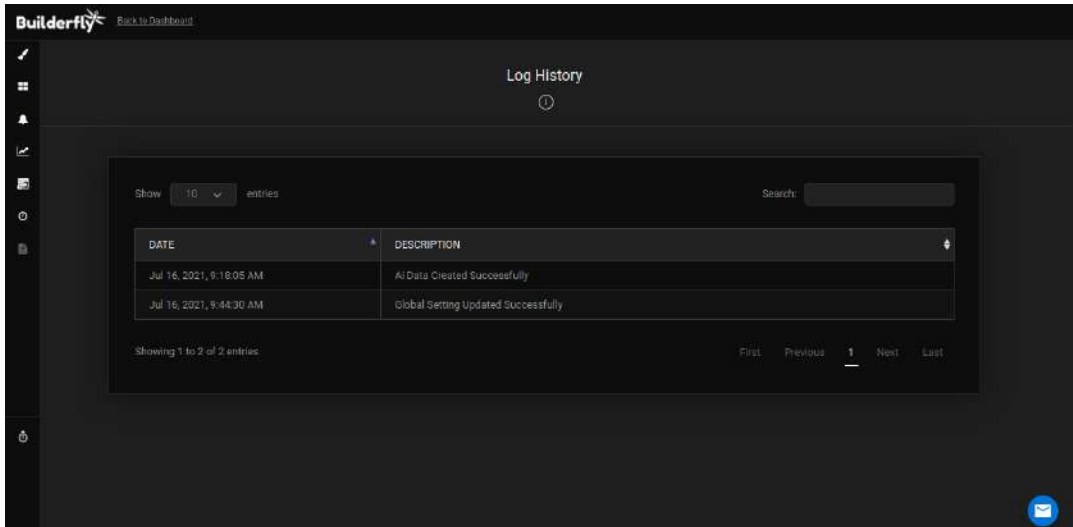 Builderfly Back to Dashboard
Log History
Show 10 entries
Search:
DATE DESCRIPTION
Jul 16, 2021, 9:18:05 AM Ai Data Created Successfully
Jul 16, 2021, 9:44:30 AM Global Setting Updated Successfully
Showing 1 to 2 of 2 entries
First Previous 1 Next Last